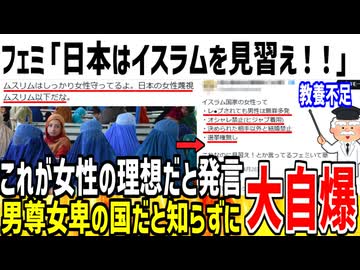 フェミ「日本はイスラムを見習え！！」
ムスリムはしっかり女性守ってるよ。日本の女性蔑視
ムスリム以下だな。
イスラム国家の女性って
・レ●プされても男性は無罪多発
・オシャレ禁止(ヒジャブ着用)
・決められた相手以外と結婚禁止
・選挙権無し
教養不足
これが女性の理想だと発言
男尊女卑の国だと知らずに
大自爆